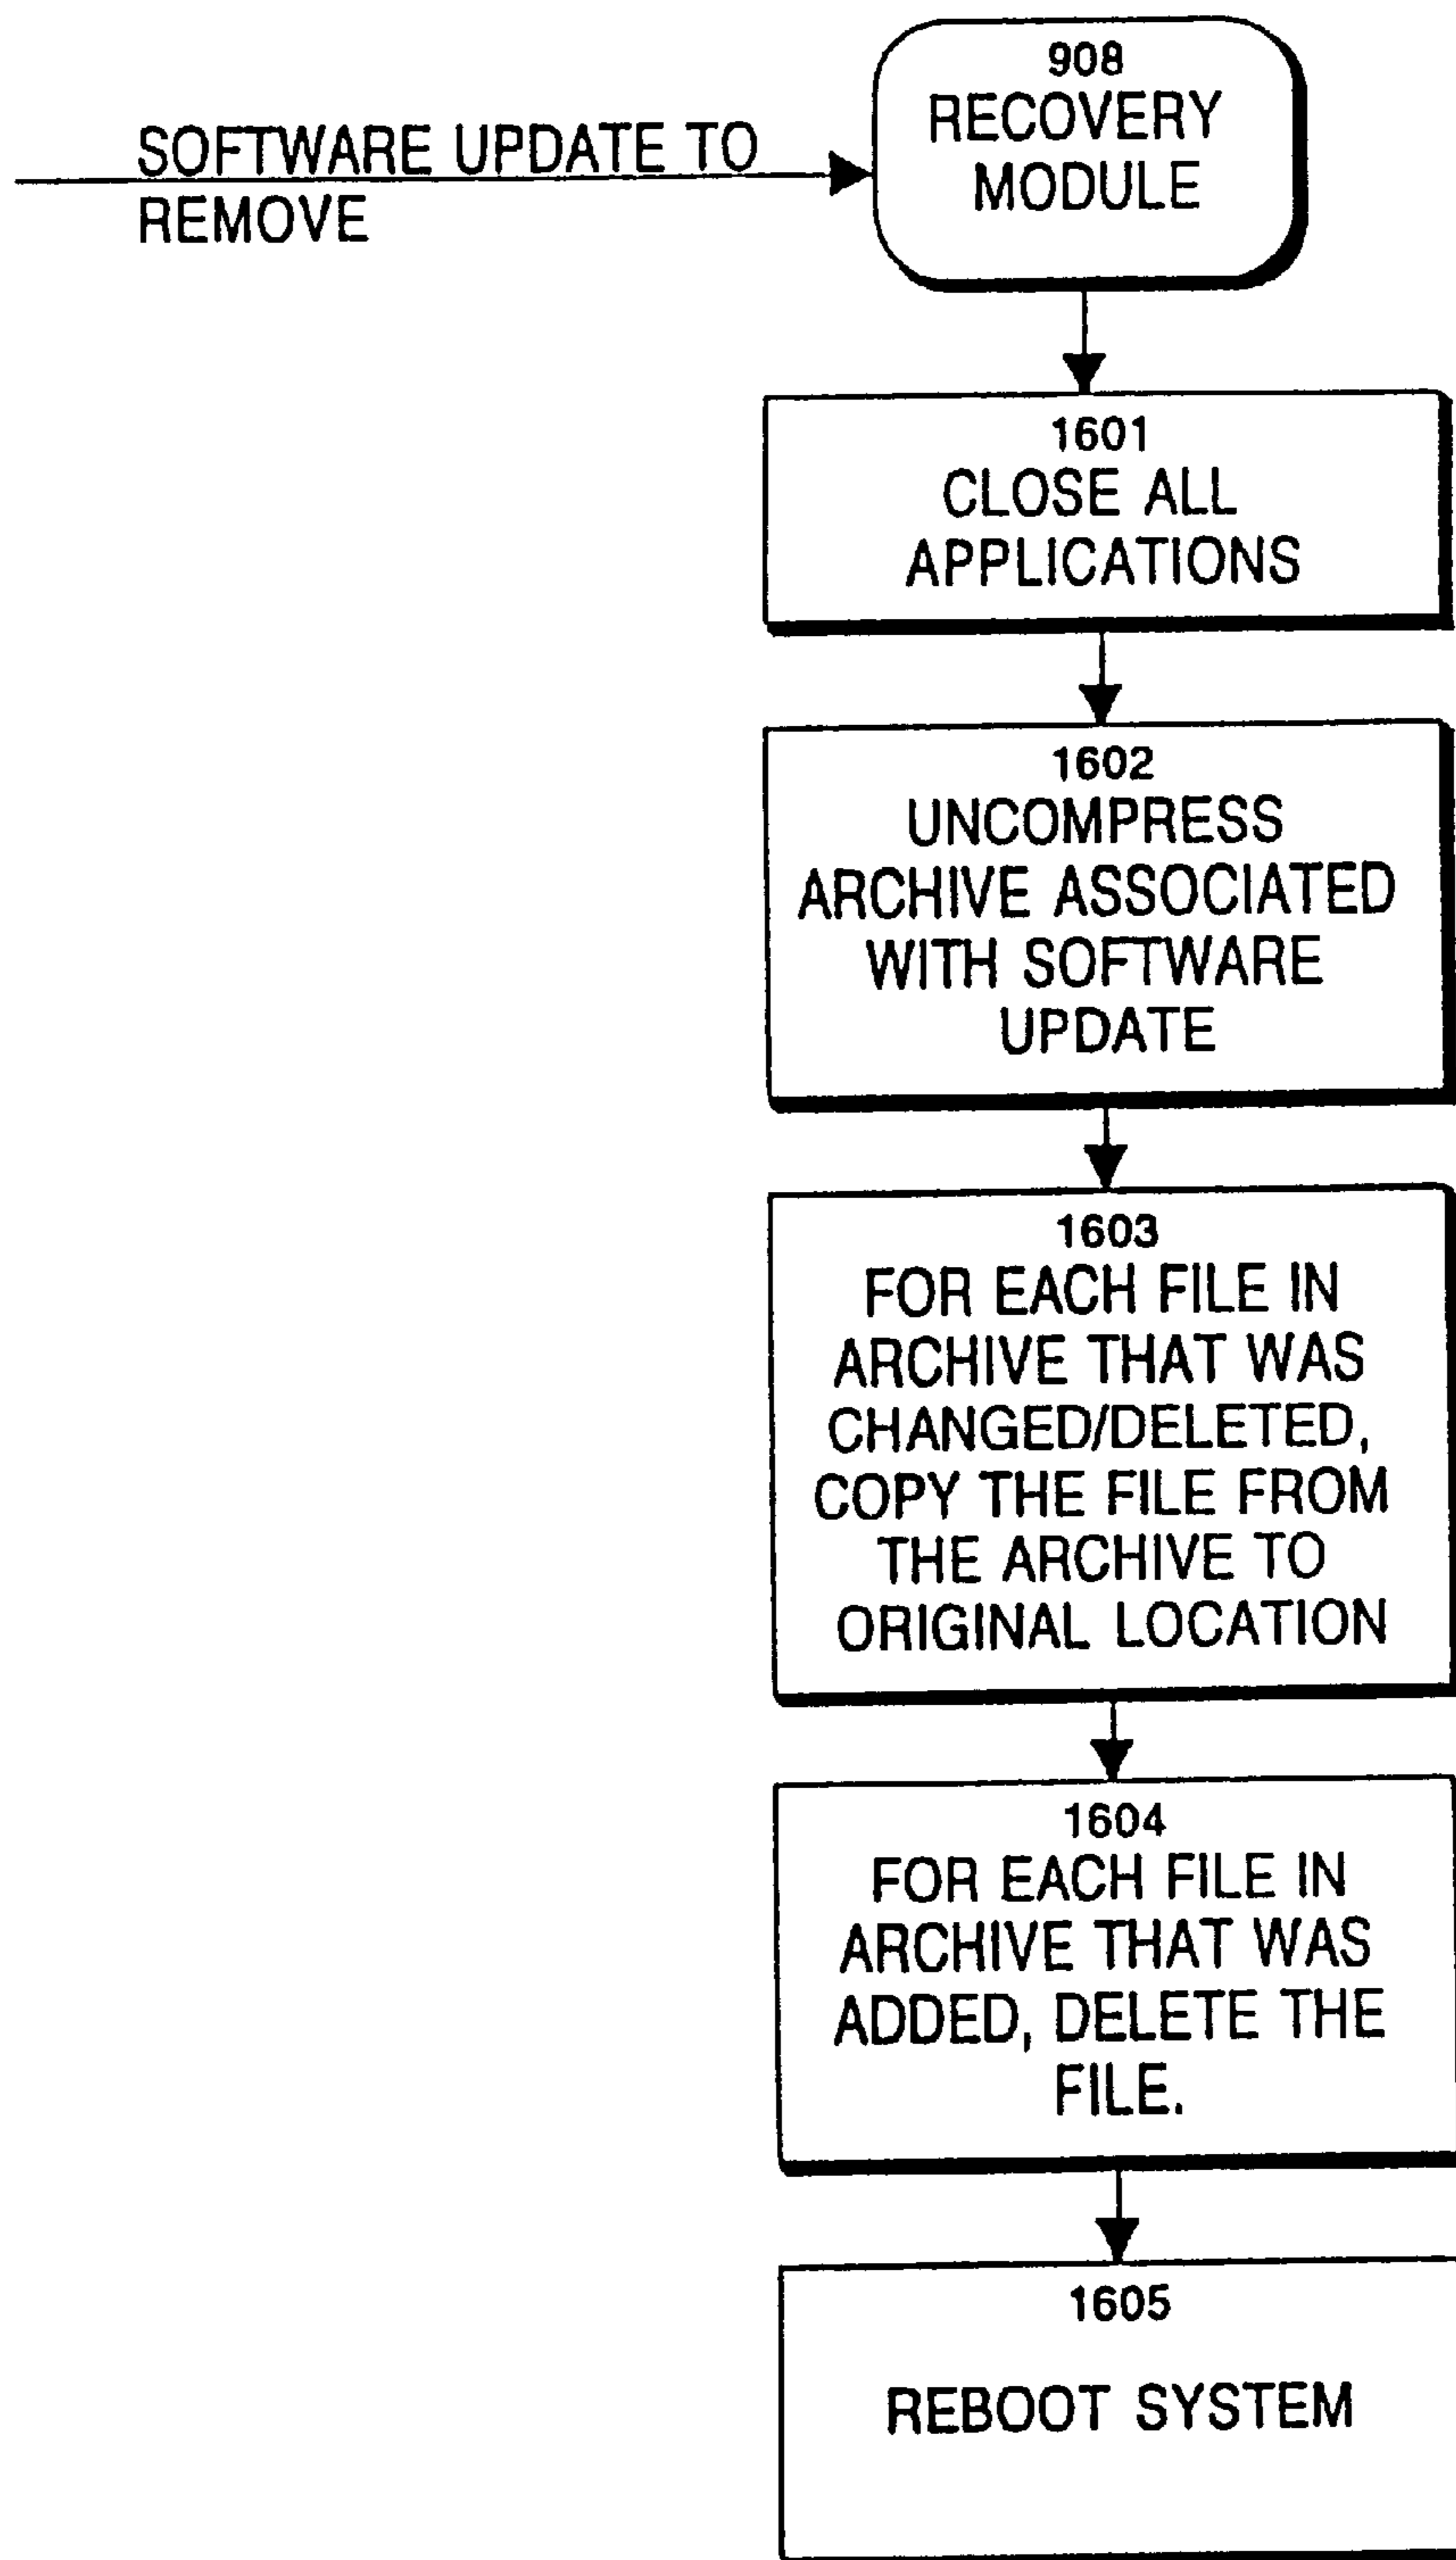 908
RECOVERY
MODULE
SOFTWARE UPDATE TO
REMOVE
1601
CLOSE ALL
APPLICATIONS
1602
UNCOMPRESS
ARCHIVE ASSOCIATED
WITH SOFTWARE
UPDATE
1603
FOR EACH FILE IN
ARCHIVE THAT WAS
CHANGED/DELETED,
COPY THE FILE FROM
THE ARCHIVE TO
ORIGINAL LOCATION
1604
FOR EACH FILE IN
ARCHIVE THAT WAS
ADDED, DELETE THE
FILE.
1605
REBOOT SYSTEM